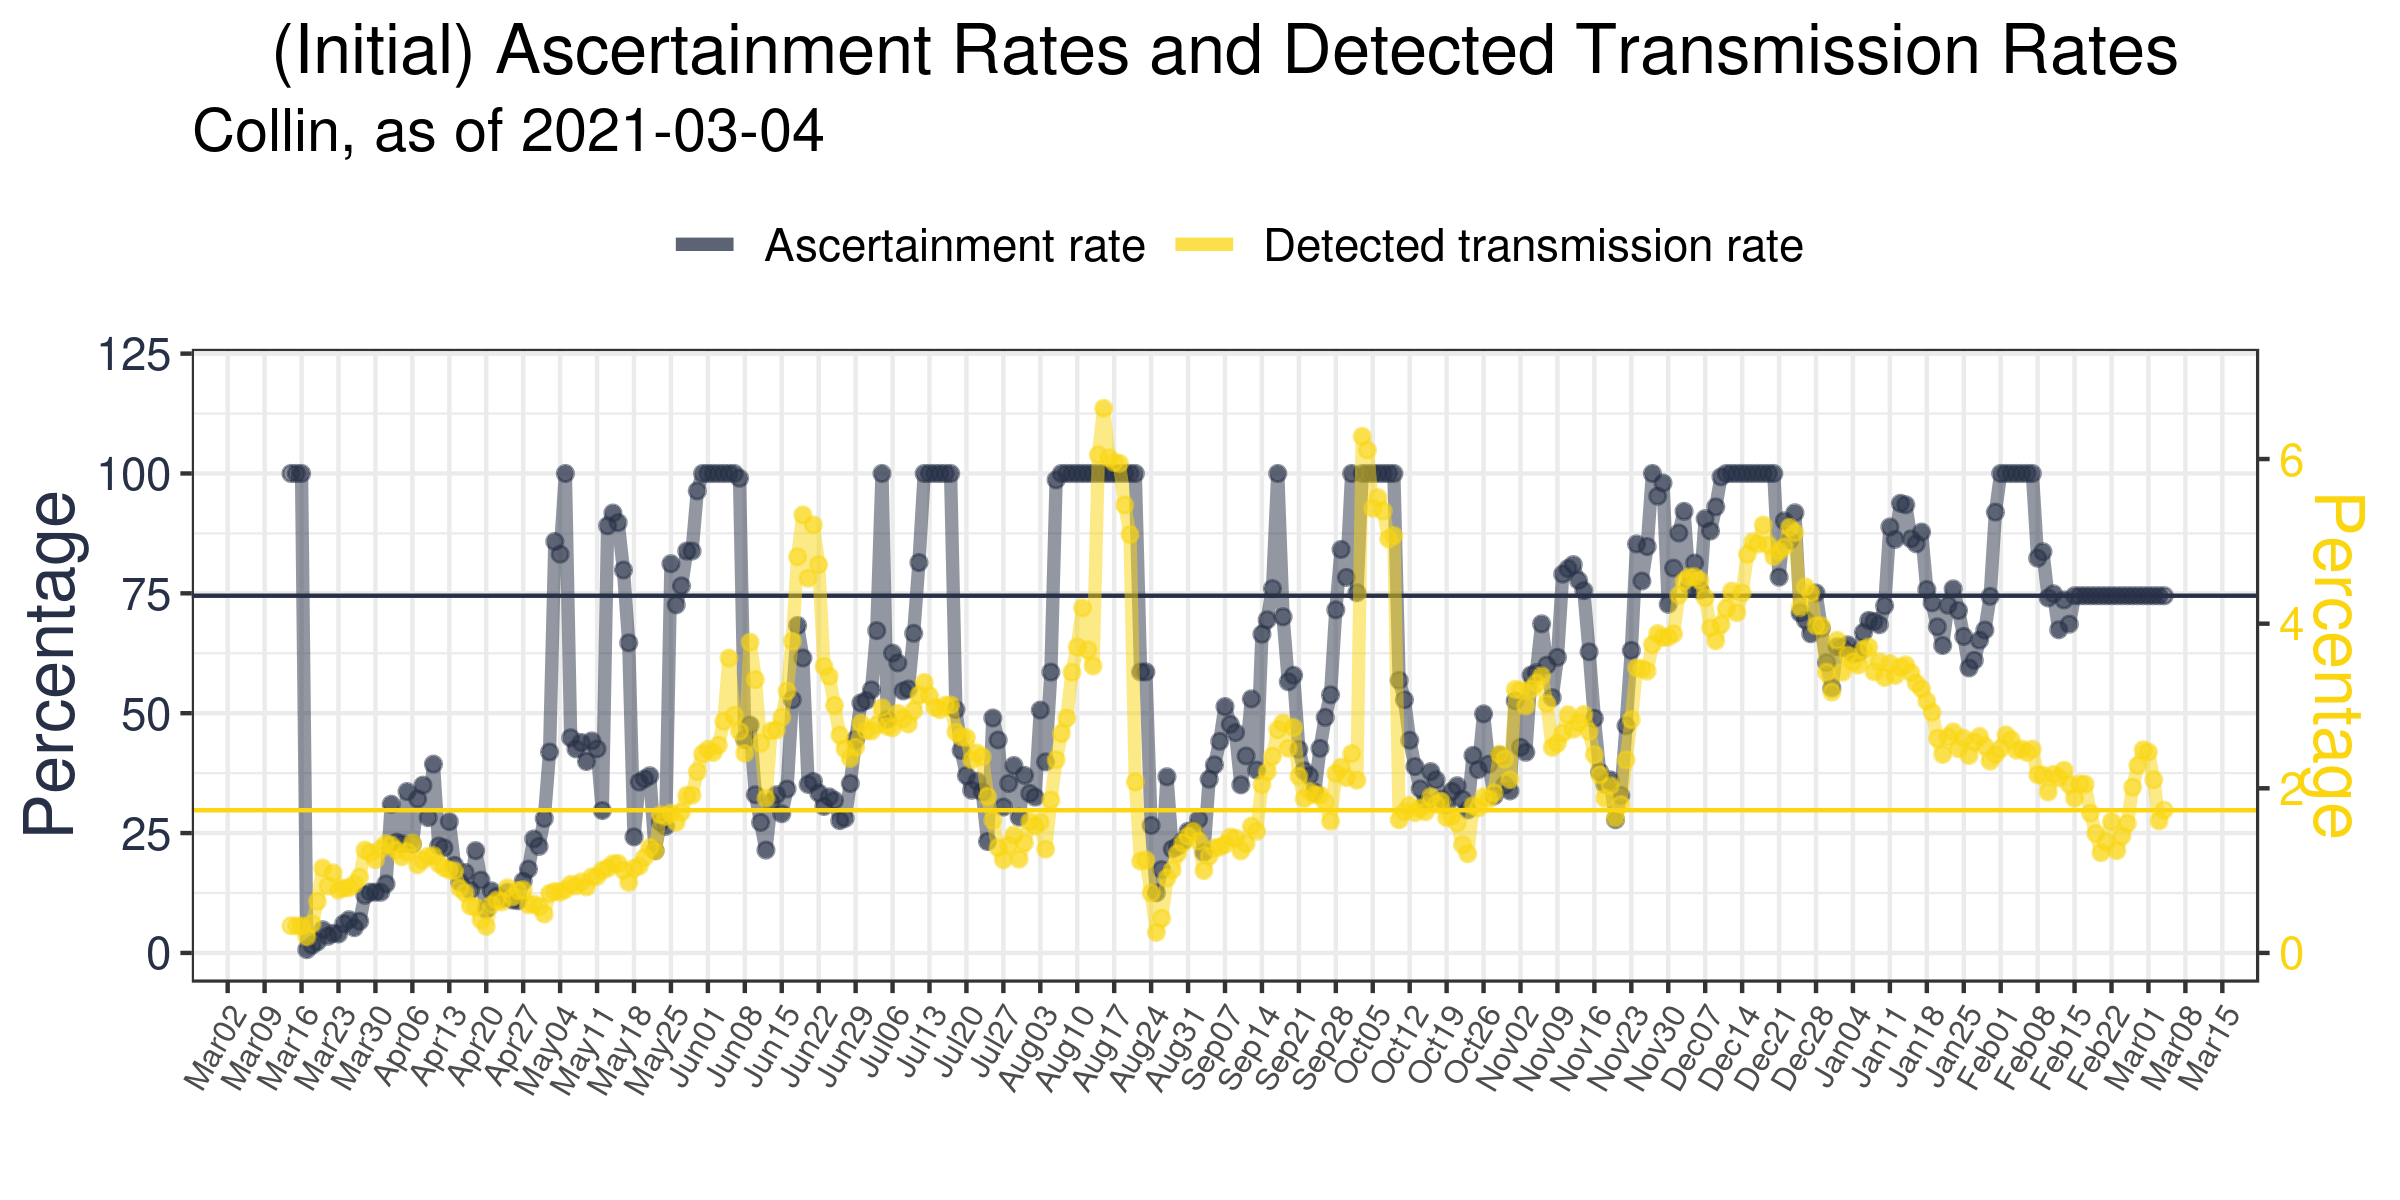 (Initial) Ascertainment Rates and Detected Transmission Rates
Collin, as of 2021-03-04
Ascertainment rate
Detected transmission rate
Percentage
125
100
75
50
25
0
6
4
2
0
Percentage
Mar02
Mar09
Mar16
Mar23
Mar30
Apr06
Apr13
Apr20
Apr27
May04
May11
May18
May25
Jun01
Jun08
Jun15
Jun22
Jun29
Jul06
Jul13
Jul20
Jul27
Aug03
Aug10
Aug17
Aug24
Aug31
Sep07
Sep14
Sep21
Sep28
Oct05
Oct12
Oct19
Oct26
Nov02
Nov09
Nov16
Nov23
Nov30
Dec07
Dec14
Dec21
Dec28
Jan04
Jan11
Jan18
Jan25
Feb01
Feb08
Feb15
Feb22
Mar01
Mar08
Mar15